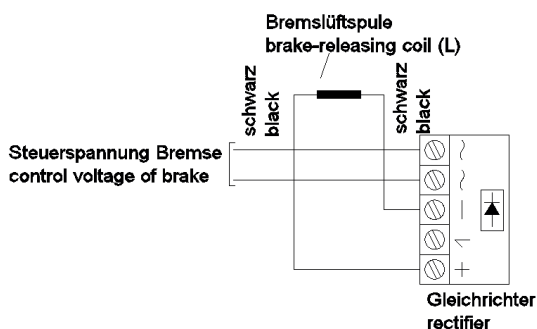 Bremslüftspule
brake-releasing coil (L)
schwarz
black
schwarz
black
Steuerspannung Bremse
control voltage of brake
~
~
−
+
Gleichrichter
rectifier